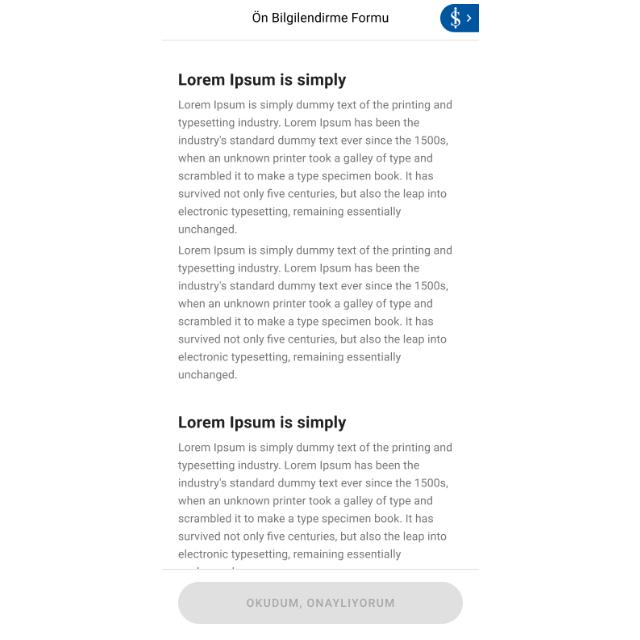 Ön Bilgilendirme Formu
Lorem Ipsum is simply
Lorem Ipsum is simply dummy text of the printing and
typesetting industry. Lorem Ipsum has been the
industry's standard dummy text ever since the 1500s,
when an unknown printer took a galley of type and
scrambled it to make a type specimen book. It has
survived not only five centuries, but also the leap into
electronic typesetting, remaining essentially
unchanged.
Lorem Ipsum is simply dummy text of the printing and
typesetting industry. Lorem Ipsum has been the
industry's standard dummy text ever since the 1500s,
when an unknown printer took a galley of type and
scrambled it to make a type specimen book. It has
survived not only five centuries, but also the leap into
electronic typesetting, remaining essentially
unchanged.
Lorem Ipsum is simply
Lorem Ipsum is simply dummy text of the printing and
typesetting industry. Lorem Ipsum has been the
industry's standard dummy text ever since the 1500s,
when an unknown printer took a galley of type and
scrambled it to make a type specimen book. It has
survived not only five centuries, but also the leap into
electronic typesetting, remaining essentially
OKUDUM, ONAYLIYORUM